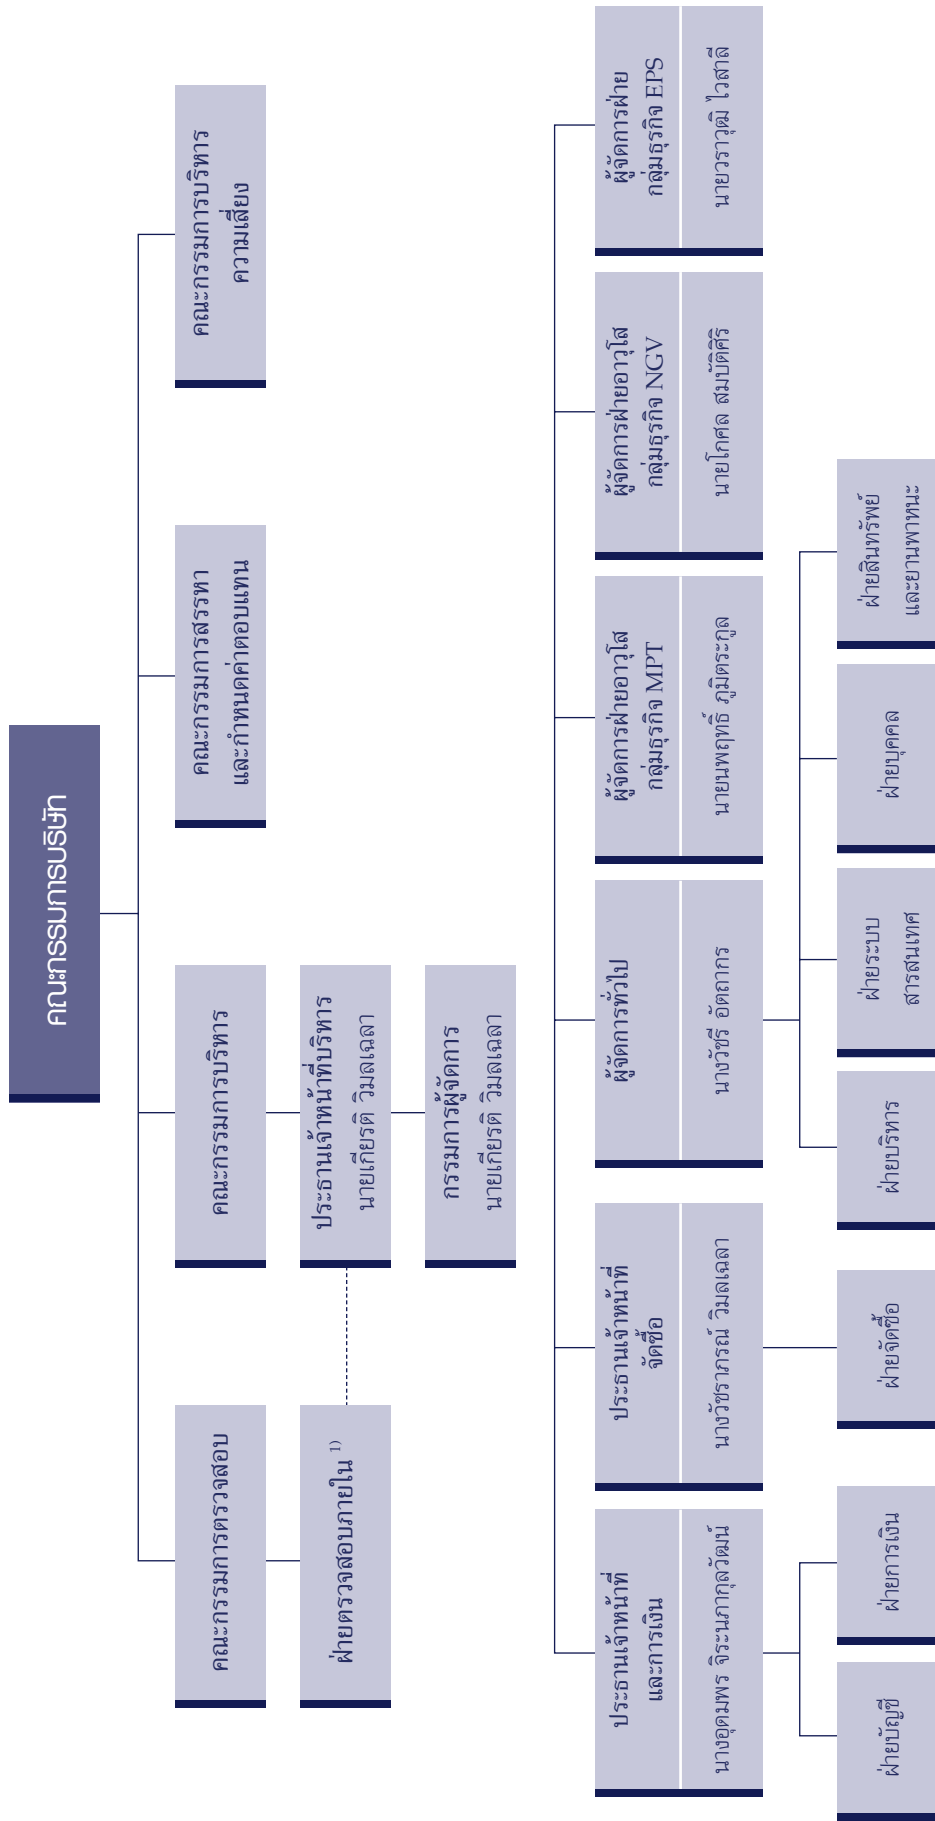 คณะกรรมการบริษัท
คณะกรรมการตรวจสอบ
คณะกรรมการบริหาร
คณะกรรมการสรรหา
และกำหนดค่าตอบแทน
คณะกรรมการบริหาร
ความเสี่ยง
ฝ่ายตรวจสอบภายใน 1)
ประธานเจ้าหน้าที่บริหาร
นายเกียรติ วิมลเฉลา
กรรมการผู้จัดการ
นายเกียรติ วิมลเฉลา
ประธานเจ้าหน้าที่
และการเงิน
นางอุดมพร จิระนภากุลวัฒน์
ประธานเจ้าหน้าที่
จัดซื้อ
นางวัชราภรณ์ วิมลเฉลา
ผู้จัดการทั่วไป
นางวัชรี อัตถากร
ผู้จัดการฝ่ายอาวุโส
กลุ่มธุรกิจ MPT
นายนพฤทธิ์ ภูมิตระกูล
ผู้จัดการฝ่ายอาวุโส
กลุ่มธุรกิจ NGV
นายโกศล สมบัติศิริ
ผู้จัดการฝ่าย
กลุ่มธุรกิจ EPS
นายวราวุฒิ ไวสาลี
ฝ่ายบัญชี
ฝ่ายการเงิน
ฝ่ายจัดซื้อ
ฝ่ายบริหาร
ฝ่ายระบบ
สารสนเทศ
ฝ่ายบุคคล
ฝ่ายสินทรัพย์
และยานพาหนะ